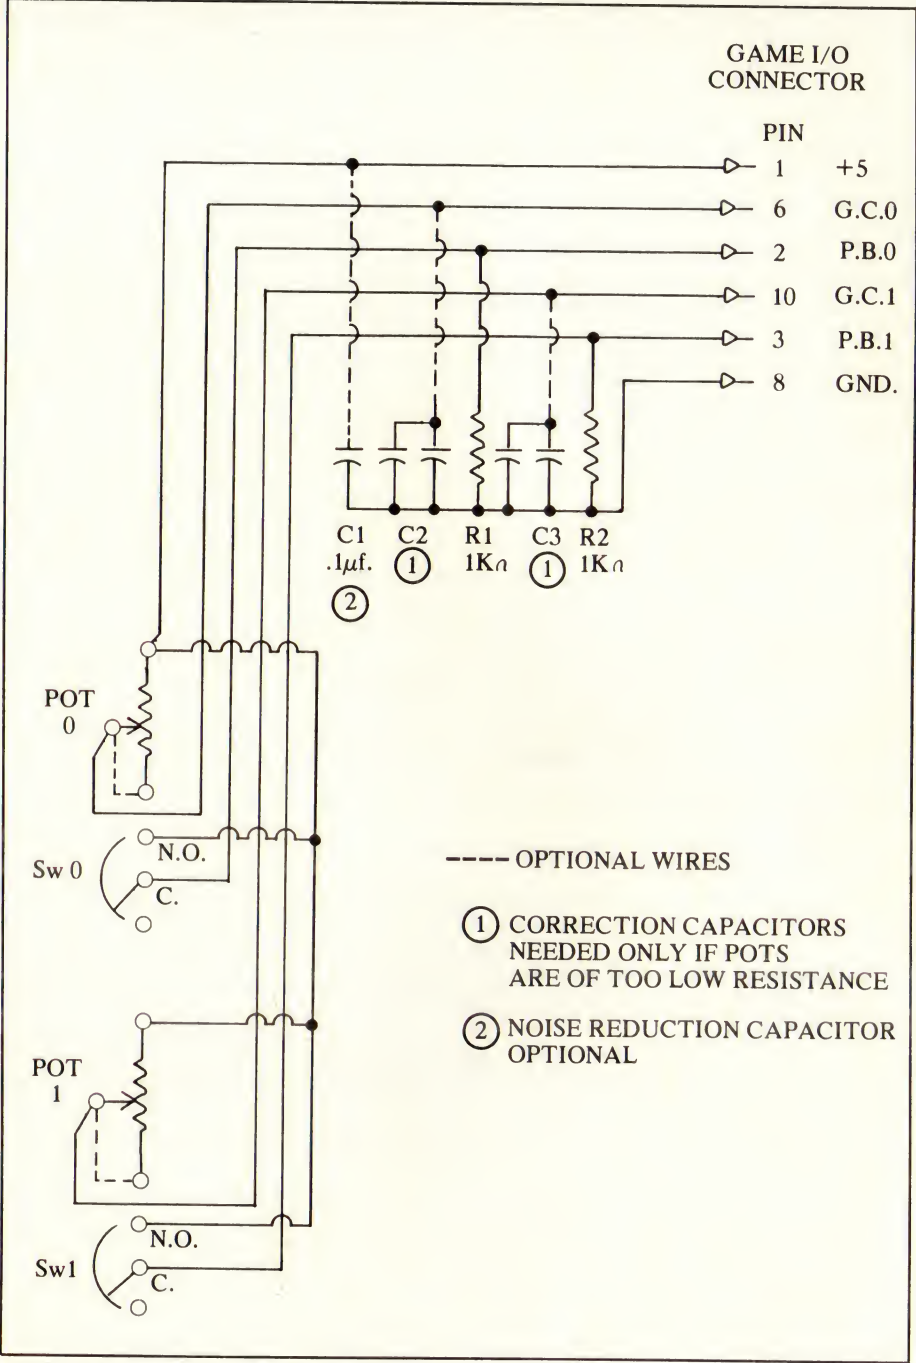 GAME I/O
CONNECTOR
PIN
1 +5
6 G.C.0
2 P.B.0
10 G.C.1
3 P.B.1
8 GND.
C1 C2 R1 C3 R2
.1μf. 1 1KΩ 1 1KΩ
2
POT
0
N.O.
Sw 0
C.
---- OPTIONAL WIRES
1 CORRECTION CAPACITORS
NEEDED ONLY IF POTS
ARE OF TOO LOW RESISTANCE
2 NOISE REDUCTION CAPACITOR
OPTIONAL
POT
1
N.O.
Sw1
C.